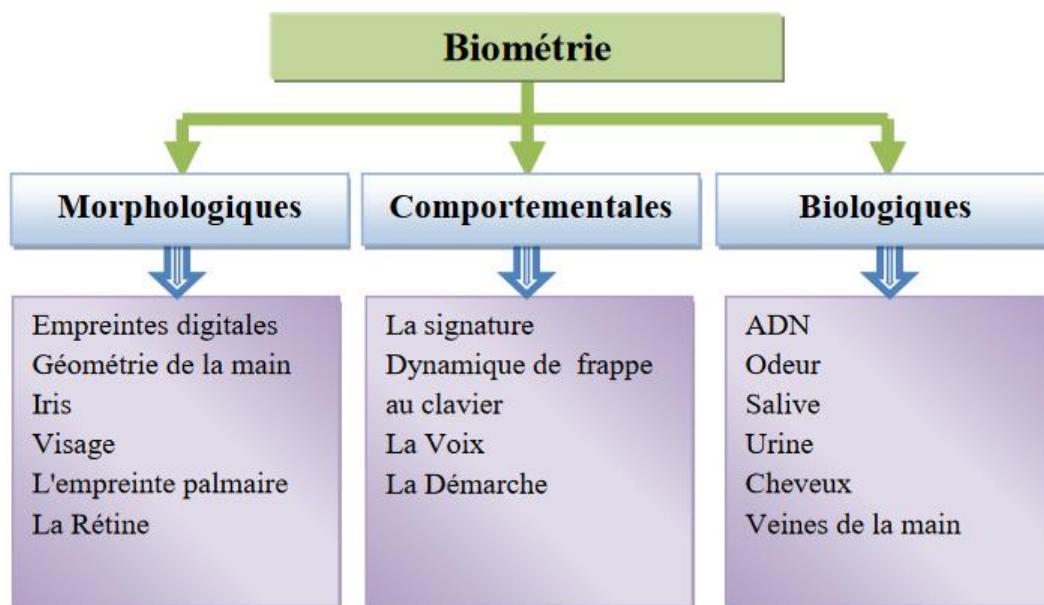 Biométrie
Morphologiques
Comportementales
Biologiques
Empreintes digitales
Géométrie de la main
Iris
Visage
L'empreinte palmaire
La Rétine
La signature
Dynamique de frappe
au clavier
La Voix
La Démarche
ADN
Odeur
Salive
Urine
Cheveux
Veines de la main